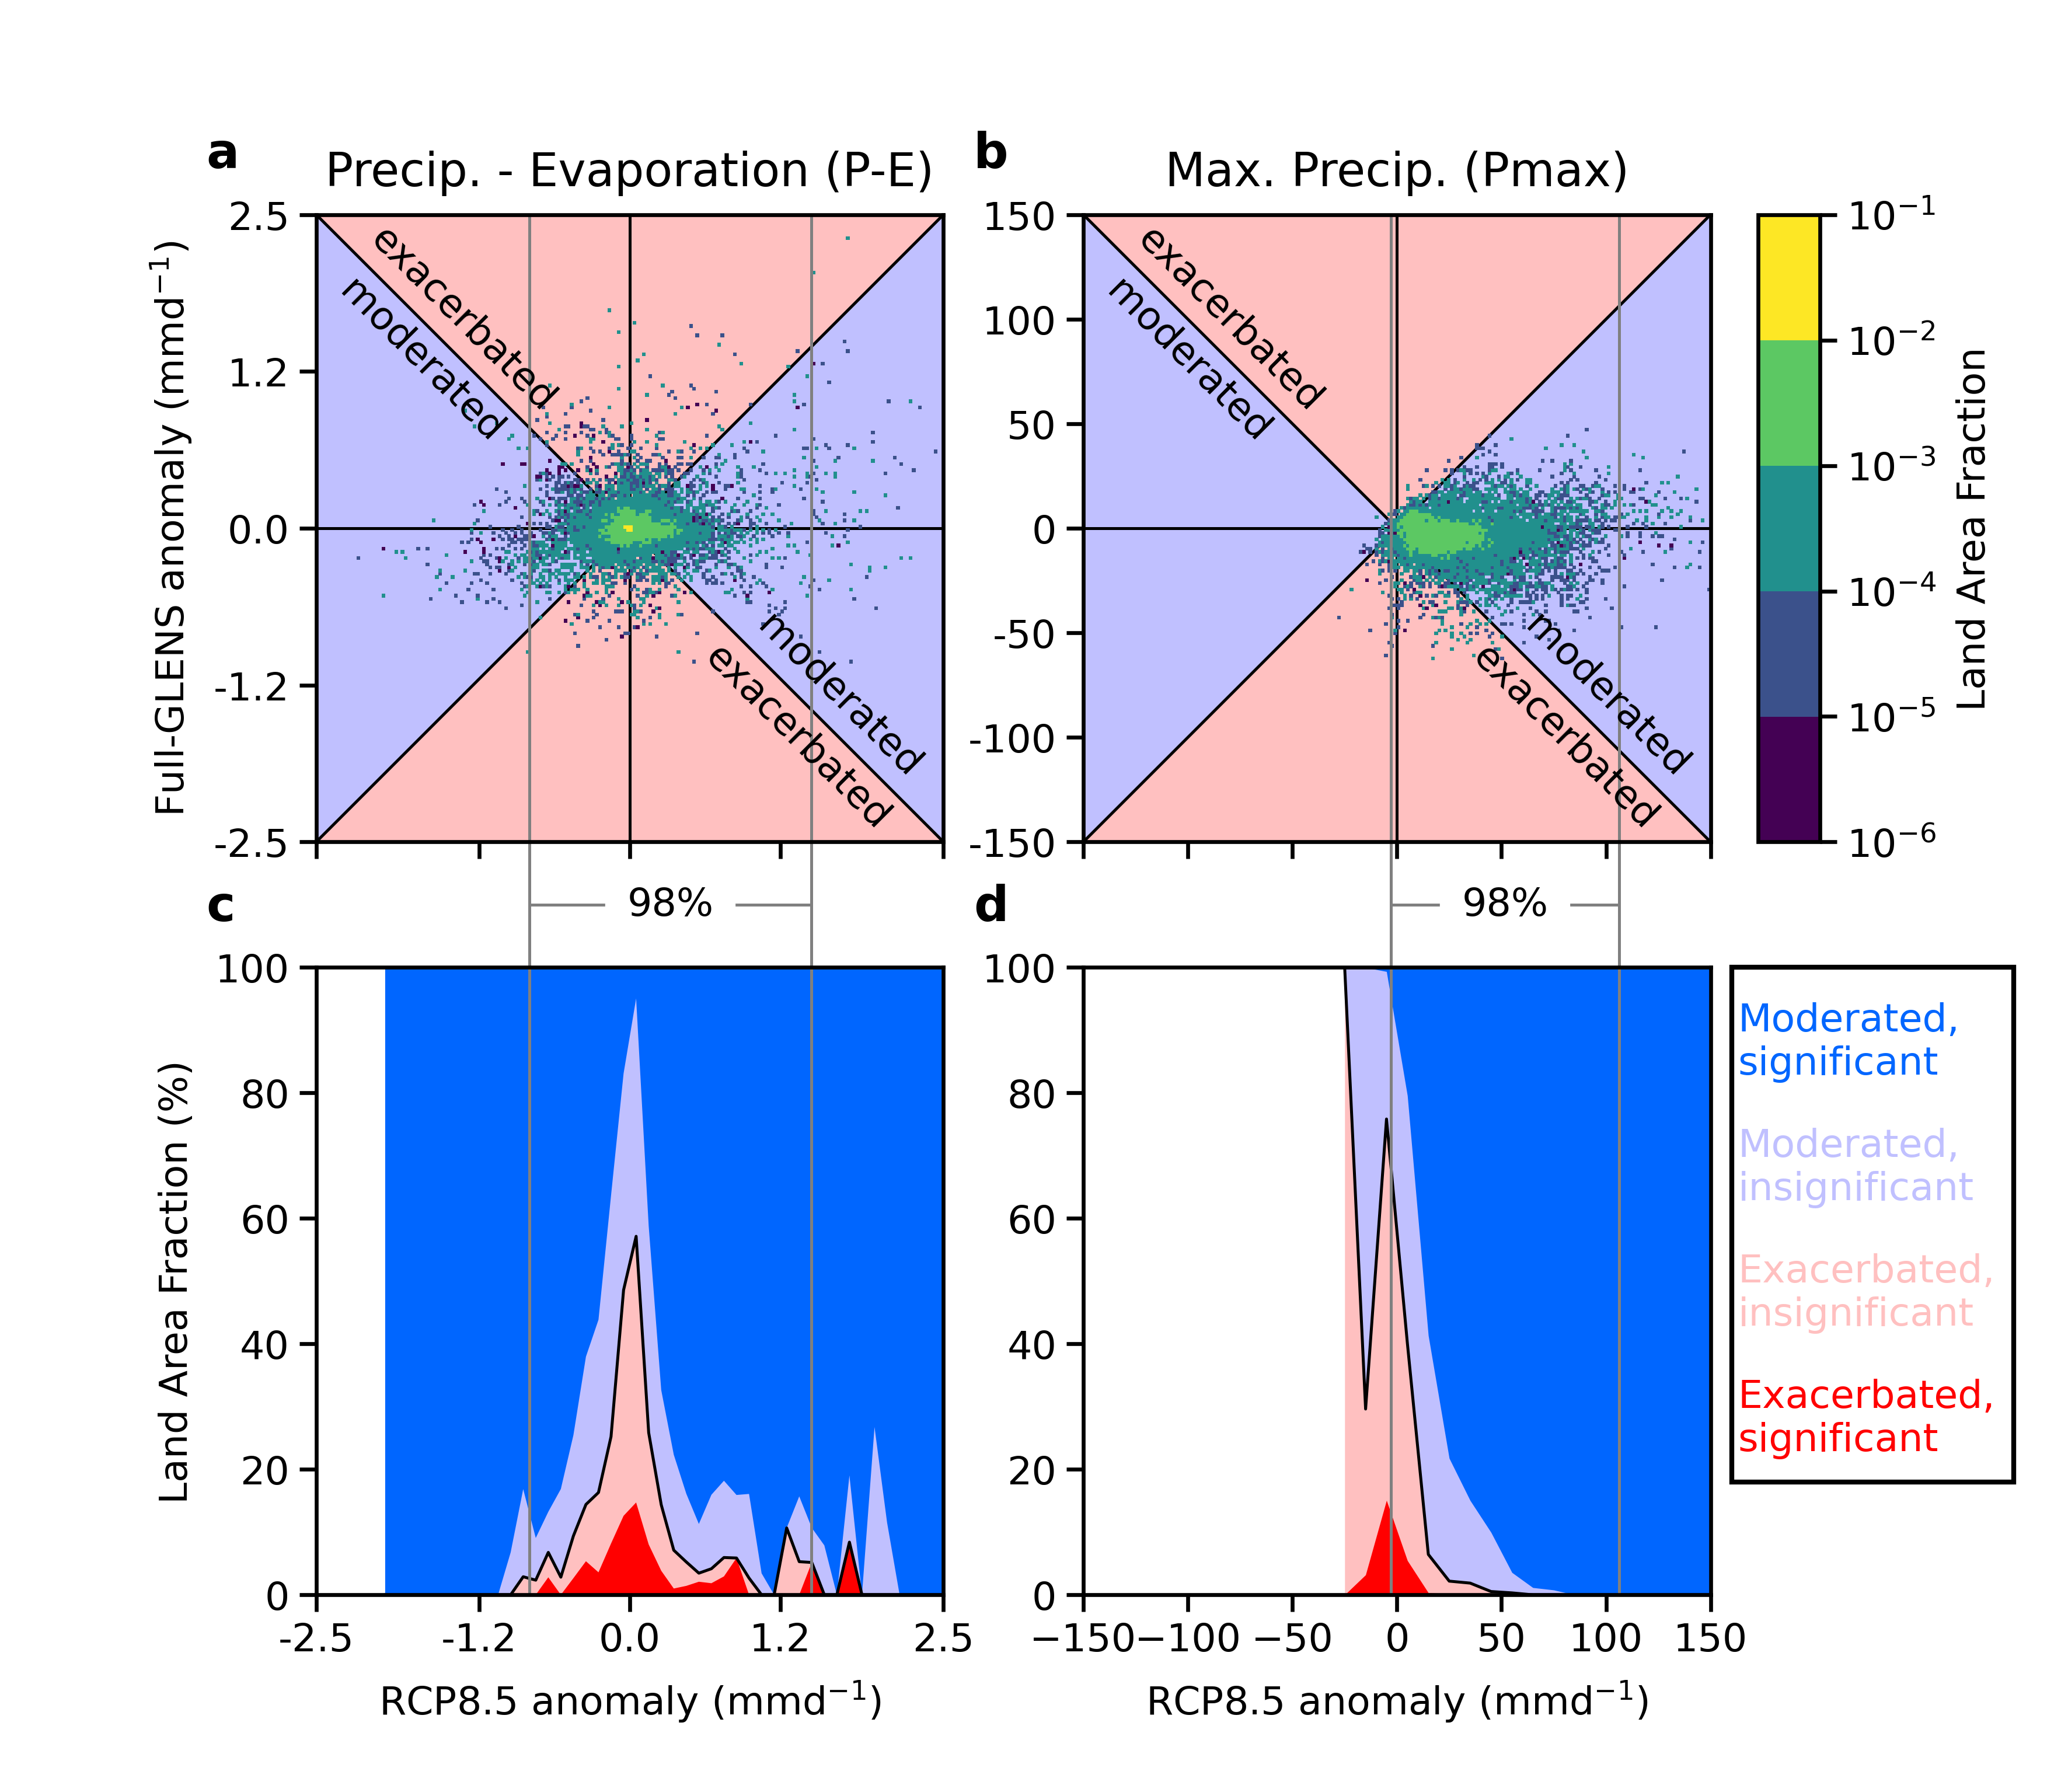 a
Precip. - Evaporation (P-E)
b
Max. Precip. (Pmax)
Full-GLENS anomaly (mmd⁻¹)
2.5
1.2
0.0
-1.2
-2.5
exacerbated
moderated
moderated
exacerbated
150
100
50
0
-50
-100
-150
exacerbated
moderated
moderated
exacerbated
10⁻¹
10⁻²
10⁻³
10⁻⁴
10⁻⁵
10⁻⁶
Land Area Fraction
98%
98%
c
Land Area Fraction (%)
100
80
60
40
20
0
-2.5 -1.2 0.0 1.2 2.5
RCP8.5 anomaly (mmd⁻¹)
d
100
80
60
40
20
0
−150 −100 −50 0 50 100 150
RCP8.5 anomaly (mmd⁻¹)
Moderated,
significant
Moderated,
insignificant
Exacerbated,
insignificant
Exacerbated,
significant